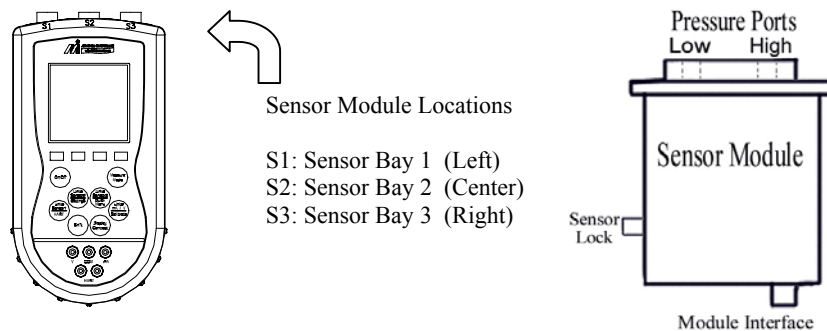 S1 S2 S3
Sensor Module Locations
S1: Sensor Bay 1 (Left)
S2: Sensor Bay 2 (Center)
S3: Sensor Bay 3 (Right)
Pressure Ports
Low High
Sensor Module
Sensor
Lock
Module Interface